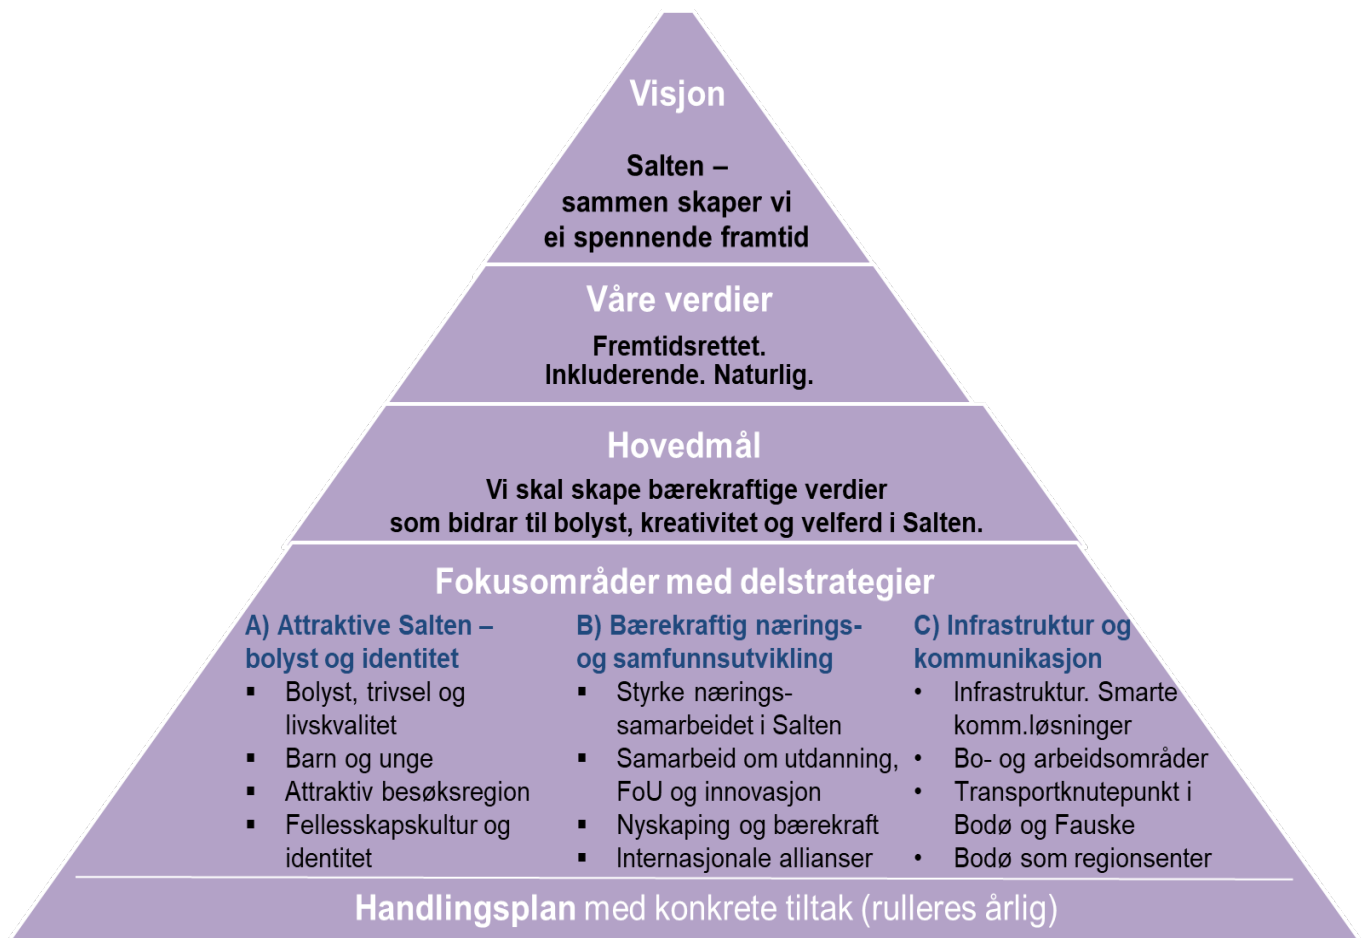 Visjon
Salten –
sammen skaper vi
ei spennende framtid
Våre verdier
Fremtidsrettet.
Inkluderende. Naturlig.
Hovedmål
Vi skal skape bærekraftige verdier
som bidrar til bolyst, kreativitet og velferd i Salten.
Fokusområder med delstrategier
A) Attraktive Salten –
bolyst og identitet
▪ Bolyst, trivsel og
livskvalitet
▪ Barn og unge
▪ Attraktiv besøksregion
▪ Fellesskapskultur og
identitet
B) Bærekraftig nærings-
og samfunnsutvikling
▪ Styrke nærings-
samarbeidet i Salten
▪ Samarbeid om utdanning,
FoU og innovasjon
▪ Nyskaping og bærekraft
▪ Internasjonale allianser
C) Infrastruktur og
kommunikasjon
• Infrastruktur. Smarte
komm.løsninger
• Bo- og arbeidsområder
• Transportknutepunkt i
Bodø og Fauske
• Bodø som regionsenter
Handlingsplan med konkrete tiltak (rulleres årlig)